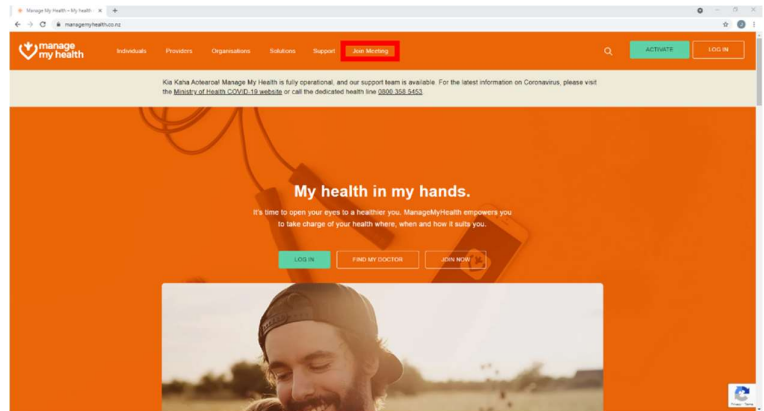 Manage My Health – My health
managemyhealth.co.nz
manage
my health
Individuals Providers Organisations Solutions Support Join Meeting ACTIVATE LOG IN
Kia Kaha Aotearoa! Manage My Health is fully operational, and our support team is available. For the latest information on Coronavirus, please visit
the Ministry of Health COVID-19 website or call the dedicated health line 0800 358 5453.
My health in my hands.
It's time to open your eyes to a healthier you. ManageMyHealth empowers you
to take charge of your health where, when and how it suits you.
LOG IN FIND MY DOCTOR JOIN NOW
Privacy - Terms